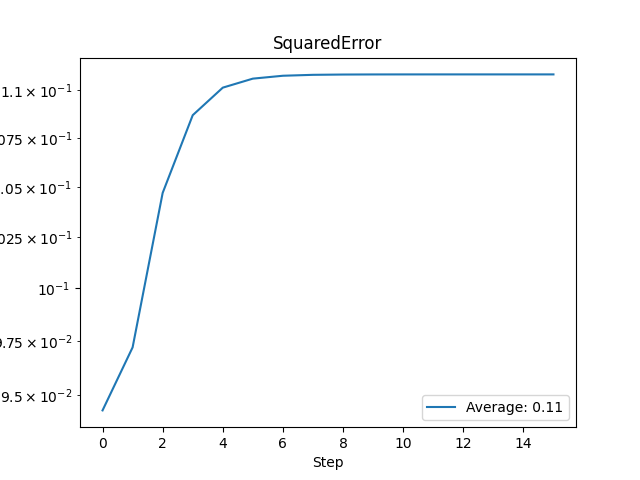 SquaredError
1.1 × 10⁻¹
075 × 10⁻¹
.05 × 10⁻¹
025 × 10⁻¹
10⁻¹
9.75 × 10⁻²
9.5 × 10⁻²
Average: 0.11
0 2 4 6 8 10 12 14
Step